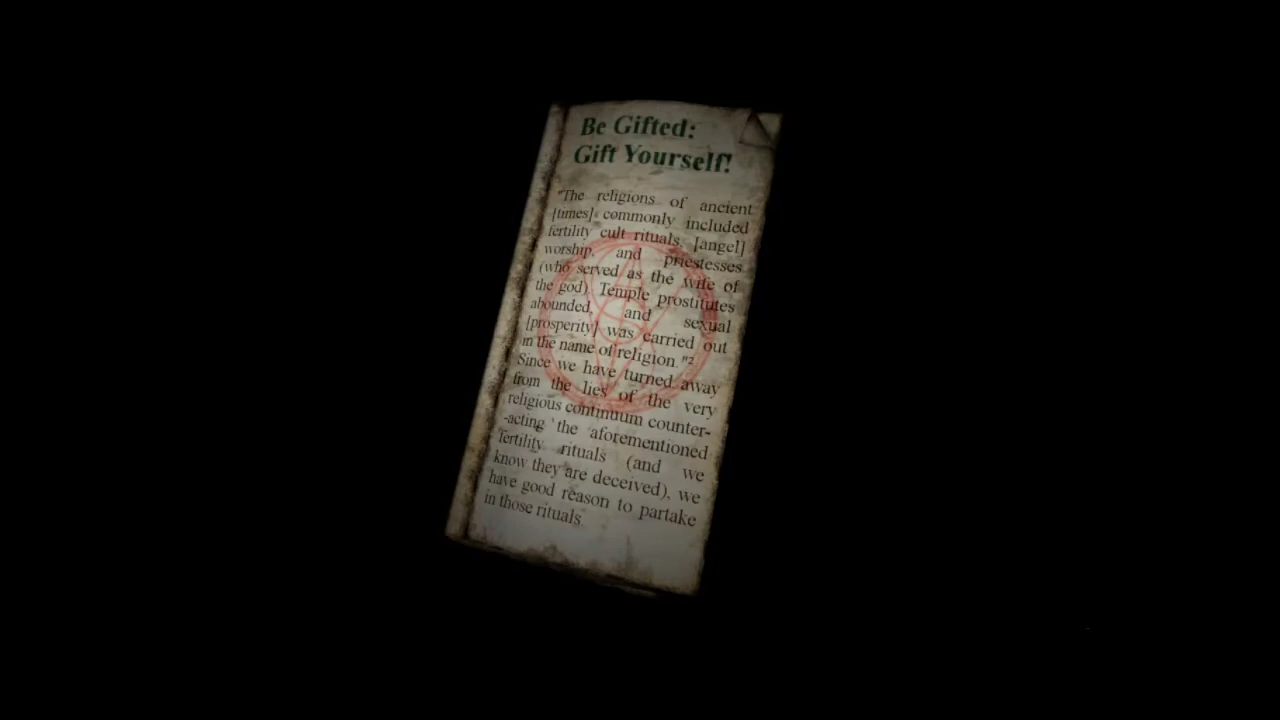 Be Gifted:
Gift Yourself!
"The religions of ancient
[times] commonly included
fertility cult rituals, [angel]
worship, and priestesses
(who served as the wife of
the god). Temple prostitutes
abounded, and sexual
[prosperity] was carried out
in the name of religion."2
Since we have turned away
from the lies of the very
religious continuum counter-
-acting the aforementioned
fertility rituals (and we
know they are deceived), we
have good reason to partake
in those rituals.